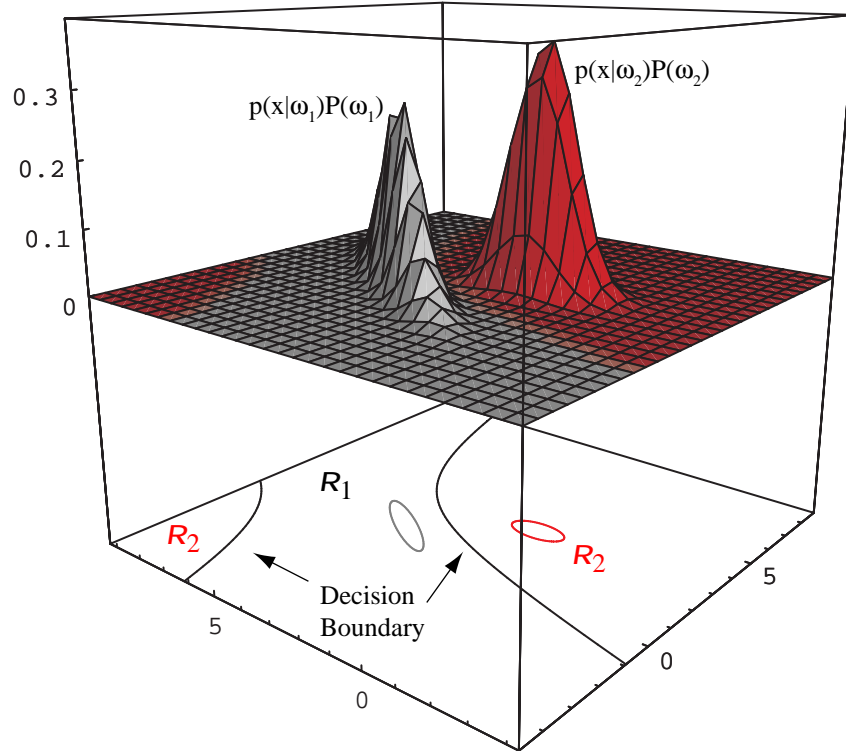 p(x|ω₂)P(ω₂)
0.3
p(x|ω₁)P(ω₁)
0.2
0.1
0
R₁
R₂
R₂
5
Decision
Boundary
5
0
0